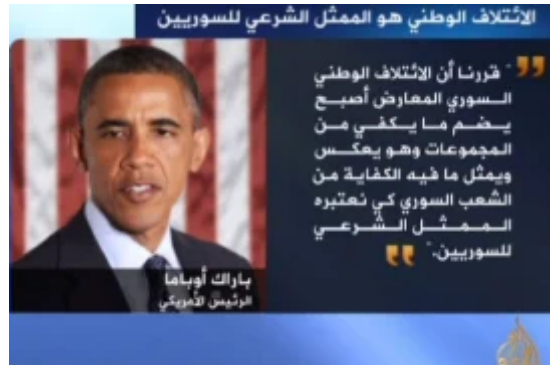 الائتلاف الوطني هو الممثل الشرعي للسوريين
" قررنا أن الائتلاف الوطني
السوري المعارض أصبح
يضم ما يكفي من
المجموعات وهو يعكس
ويمثل ما فيه الكفاية من
الشعب السوري كي نعتبره
الممثل الشرعي
للسوريين."
باراك أوباما
الرئيس الأمريكي